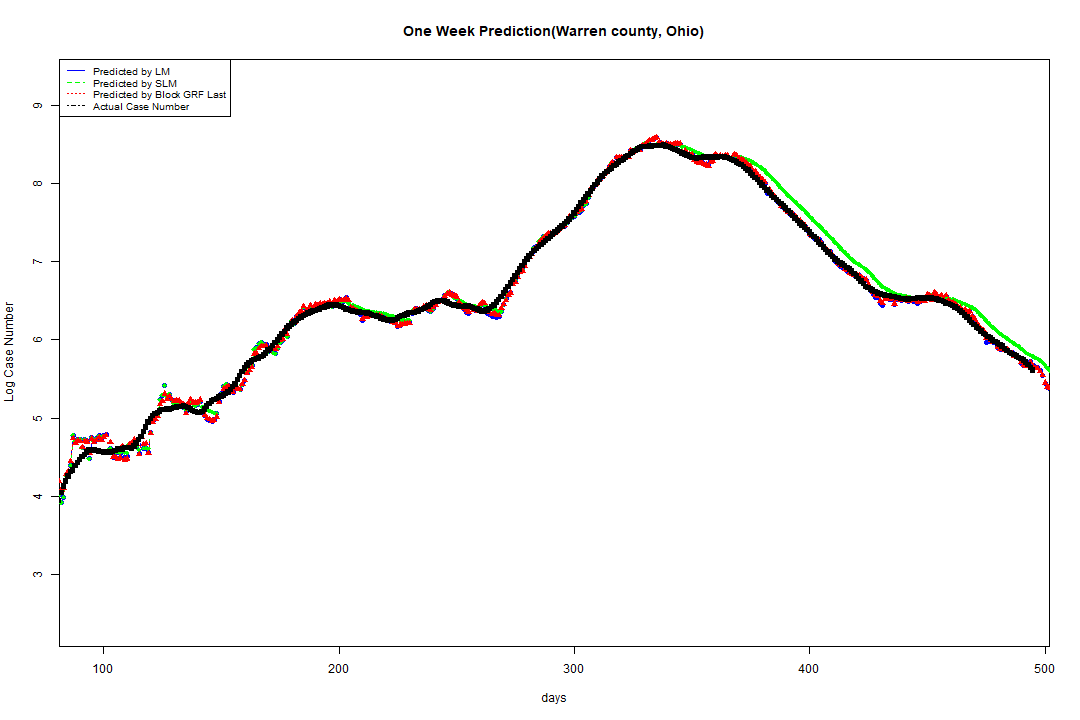 One Week Prediction(Warren county, Ohio)
Predicted by LM
Predicted by SLM
Predicted by Block GRF Last
Actual Case Number
9
8
7
6
5
4
3
Log Case Number
100 200 300 400 500
days